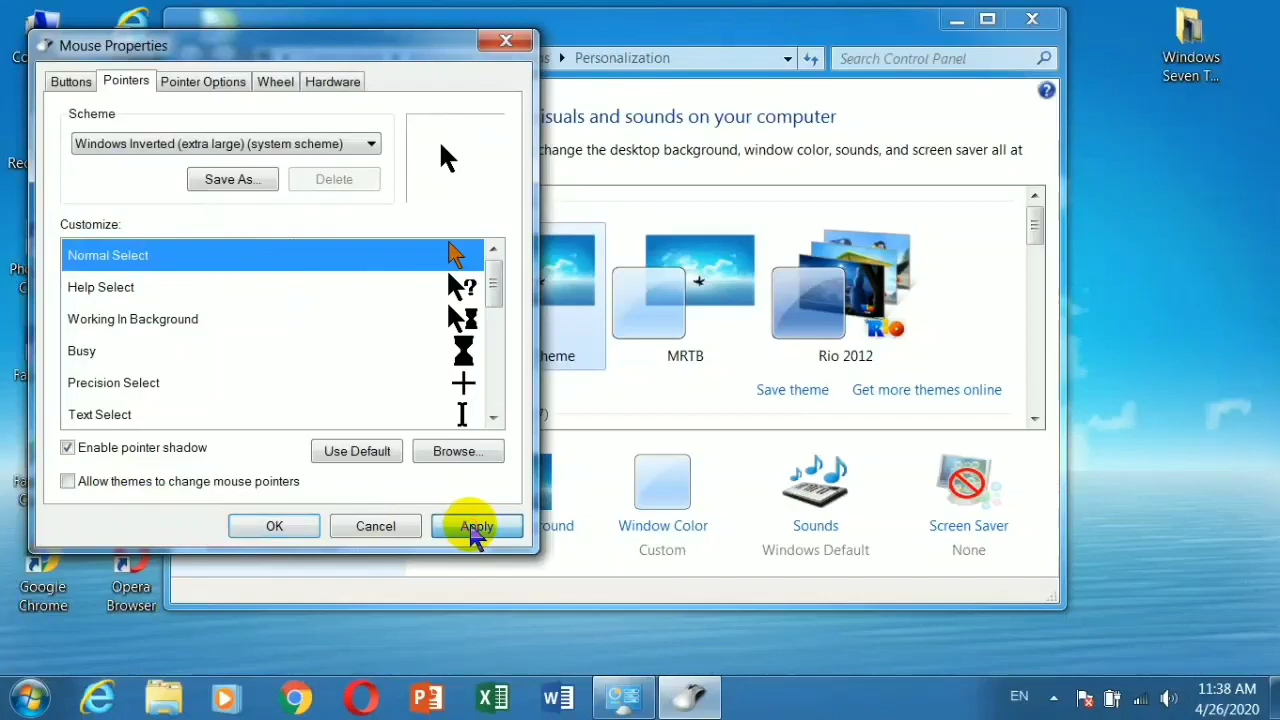 Mouse Properties
Buttons
Pointers
Pointer Options
Wheel
Hardware
Scheme
Windows Inverted (extra large) (system scheme)
Save As...
Delete
Customize:
Normal Select
Help Select
Working In Background
Busy
Precision Select
Text Select
Enable pointer shadow
Use Default
Browse...
Allow themes to change mouse pointers
OK
Cancel
Apply
Personalization
Search Control Panel
isuals and sounds on your computer
change the desktop background, window color, sounds, and screen saver all at
heme
MRTB
Rio 2012
RIO
Save theme
Get more themes online
7)
ound
Window Color
Custom
Sounds
Windows Default
Screen Saver
None
Windows
Seven T...
Google
Chrome
Opera
Browser
EN
11:38 AM
4/26/2020